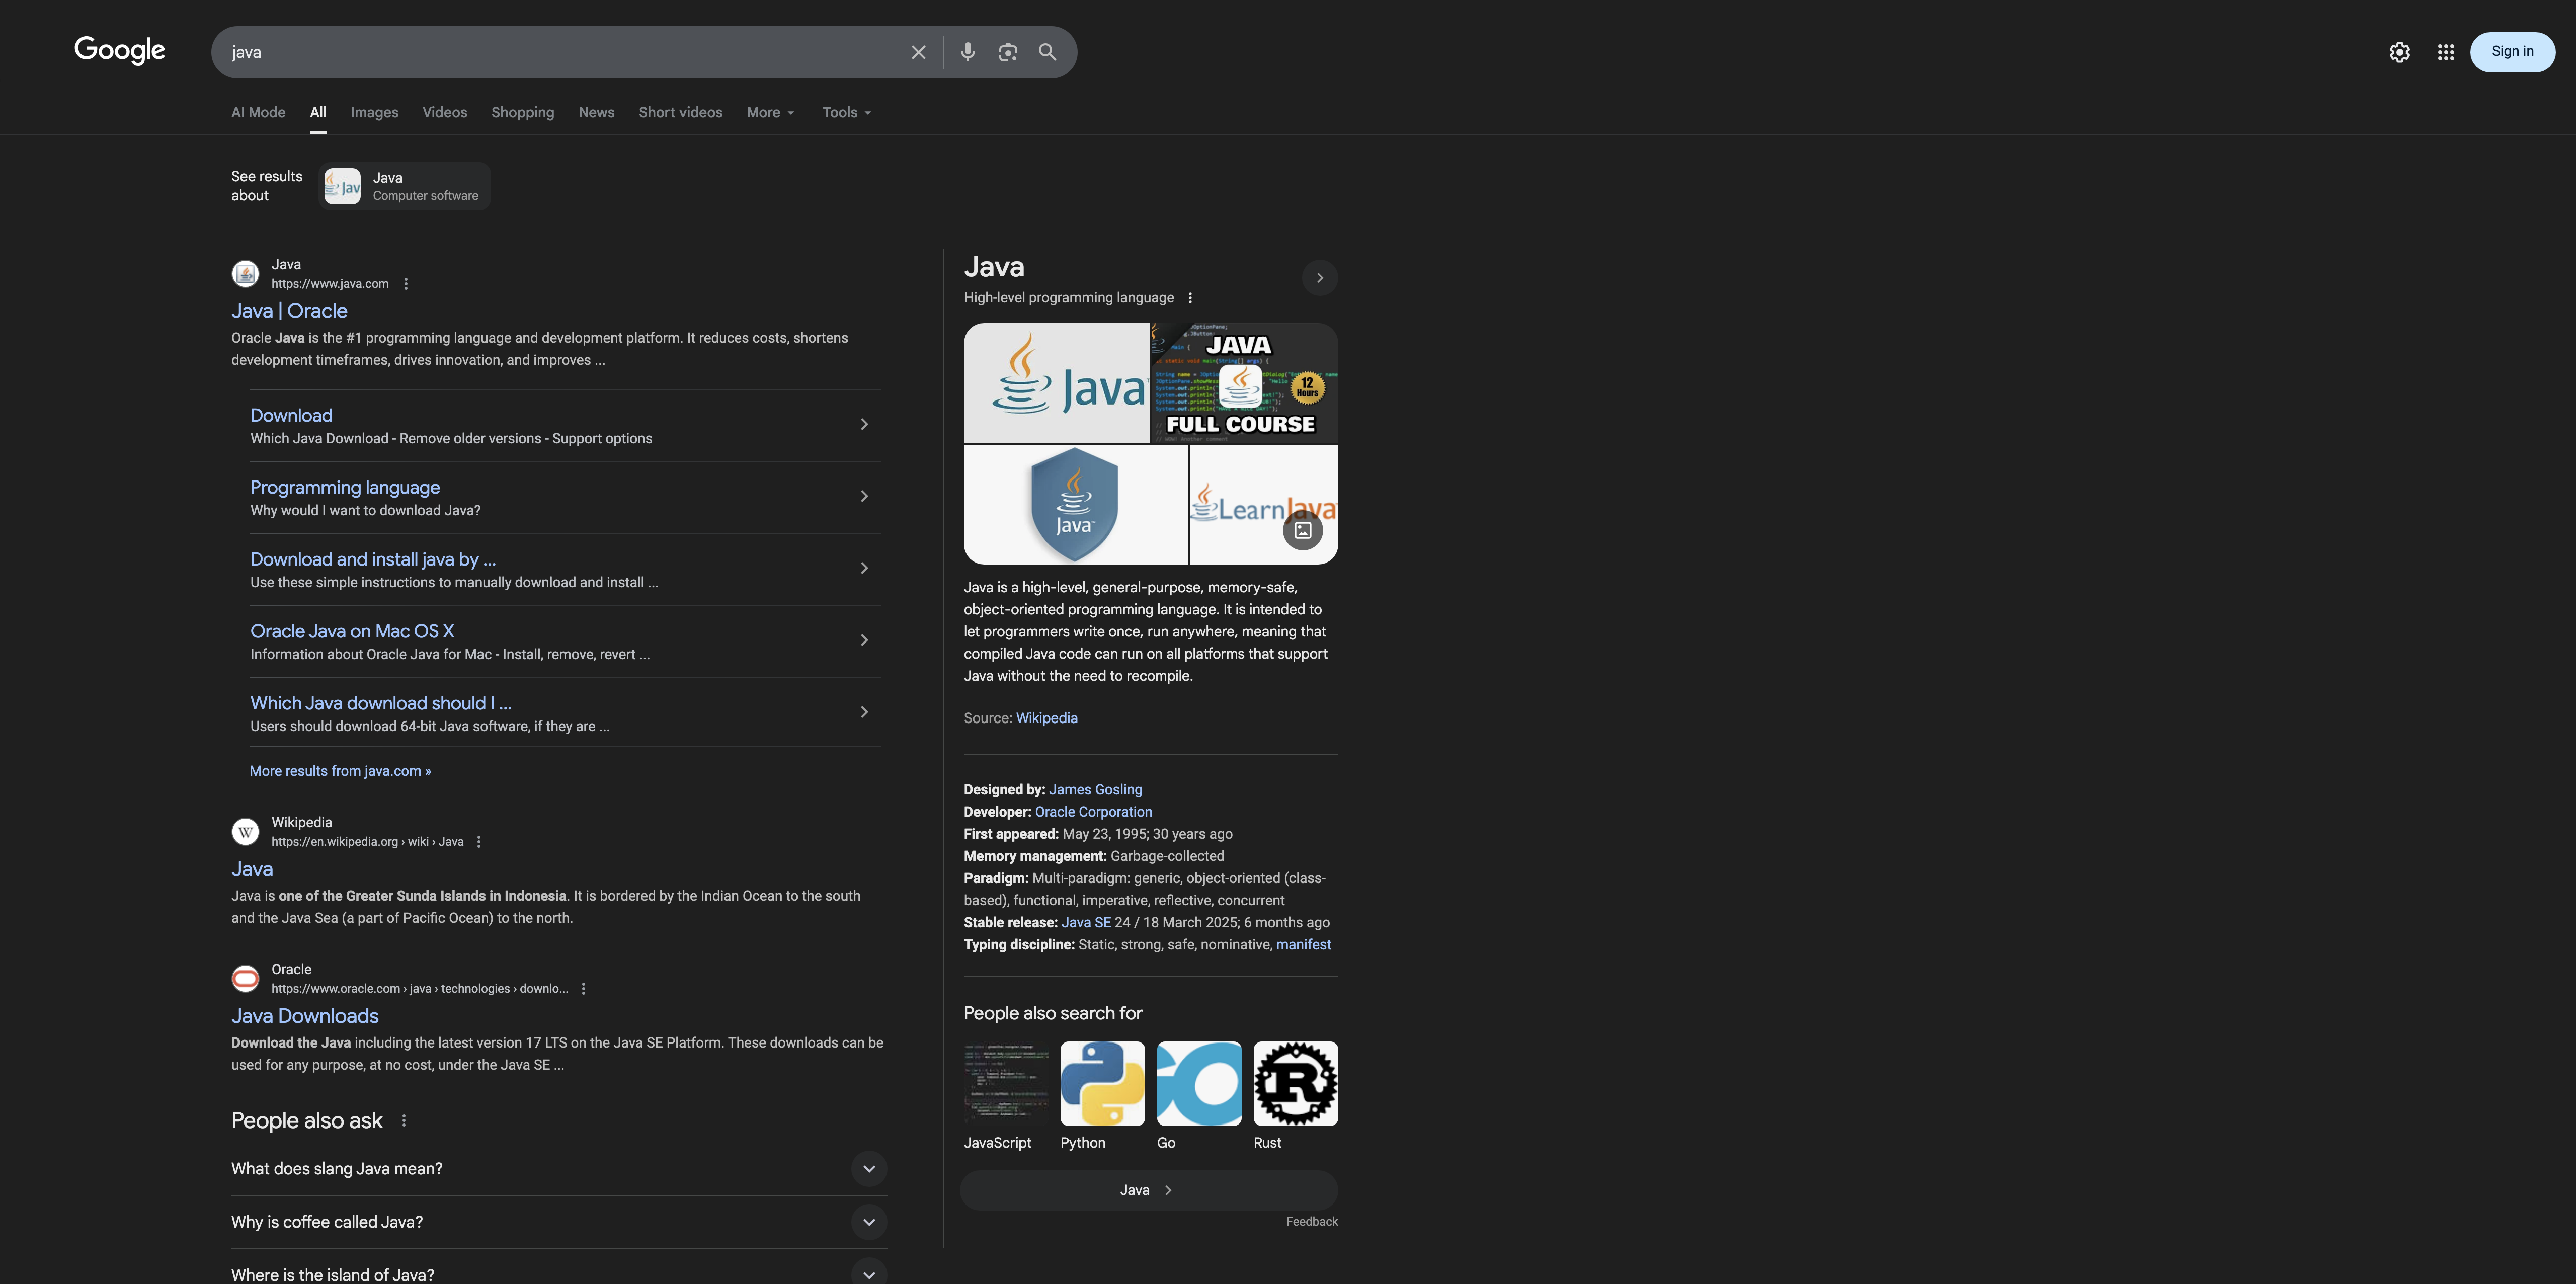 Google
java
Sign in
AI Mode
All
Images
Videos
Shopping
News
Short videos
More
Tools
See results
about
Jav
Java
Computer software
Java
https://www.java.com
Java | Oracle
Oracle Java is the #1 programming language and development platform. It reduces costs, shortens
development timeframes, drives innovation, and improves ...
Download
Which Java Download - Remove older versions - Support options
Programming language
Why would I want to download Java?
Download and install java by ...
Use these simple instructions to manually download and install ...
Oracle Java on Mac OS X
Information about Oracle Java for Mac - Install, remove, revert ...
Which Java download should I ...
Users should download 64-bit Java software, if they are ...
More results from java.com »
W
Wikipedia
https://en.wikipedia.org › wiki › Java
Java
Java is one of the Greater Sunda Islands in Indonesia. It is bordered by the Indian Ocean to the south
and the Java Sea (a part of Pacific Ocean) to the north.
Oracle
https://www.oracle.com › java › technologies › downlo...
Java Downloads
Download the Java including the latest version 17 LTS on the Java SE Platform. These downloads can be
used for any purpose, at no cost, under the Java SE ...
People also ask
What does slang Java mean?
Why is coffee called Java?
Where is the island of Java?
Java
High-level programming language
Java
JAVA
12
Hours
FULL COURSE
Java™
LearnJava
Java is a high-level, general-purpose, memory-safe,
object-oriented programming language. It is intended to
let programmers write once, run anywhere, meaning that
compiled Java code can run on all platforms that support
Java without the need to recompile.
Source: Wikipedia
Designed by: James Gosling
Developer: Oracle Corporation
First appeared: May 23, 1995; 30 years ago
Memory management: Garbage-collected
Paradigm: Multi-paradigm: generic, object-oriented (class-
based), functional, imperative, reflective, concurrent
Stable release: Java SE 24 / 18 March 2025; 6 months ago
Typing discipline: Static, strong, safe, nominative, manifest
People also search for
JavaScript
Python
Go
R
Rust
Java
Feedback